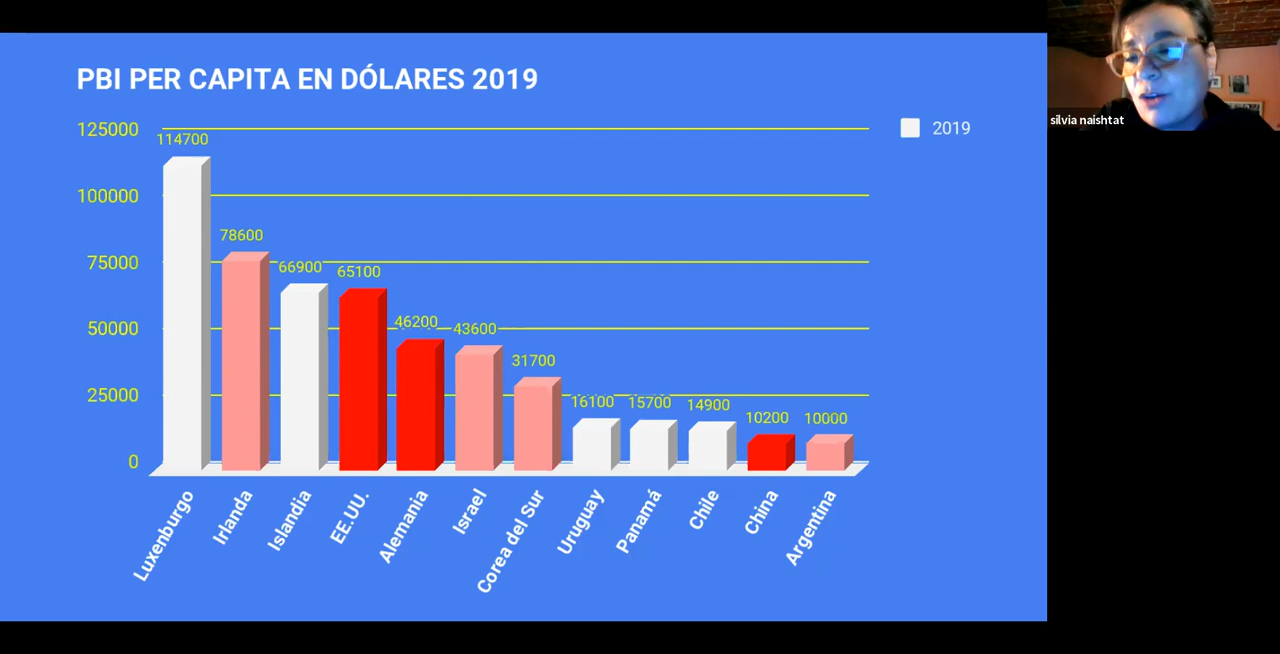 PBI PER CAPITA EN DÓLARES 2019
125000
114700
2019
silvia naishtat
100000
78600
75000
66900
65100
50000
46200
43600
31700
25000
16100
15700
14900
10200
10000
0
Luxenburgo
Irlanda
Islandia
EE.UU.
Alemania
Israel
Corea del Sur
Uruguay
Panamá
Chile
China
Argentina